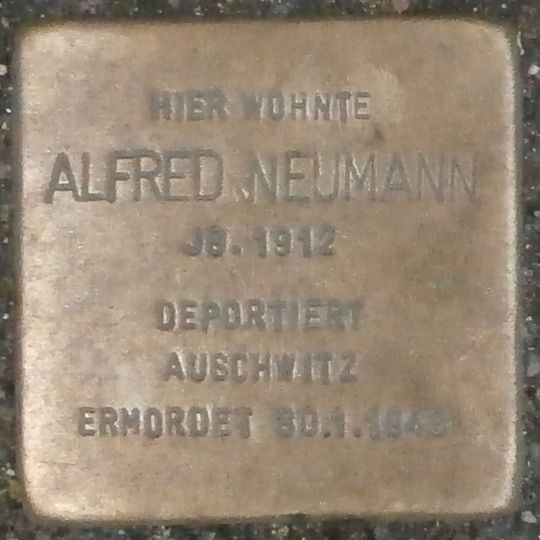 HIER WOHNTE
ALFRED NEUMANN
JG. 1912
DEPORTIERT
AUSCHWITZ
ERMORDET 30.1.1943